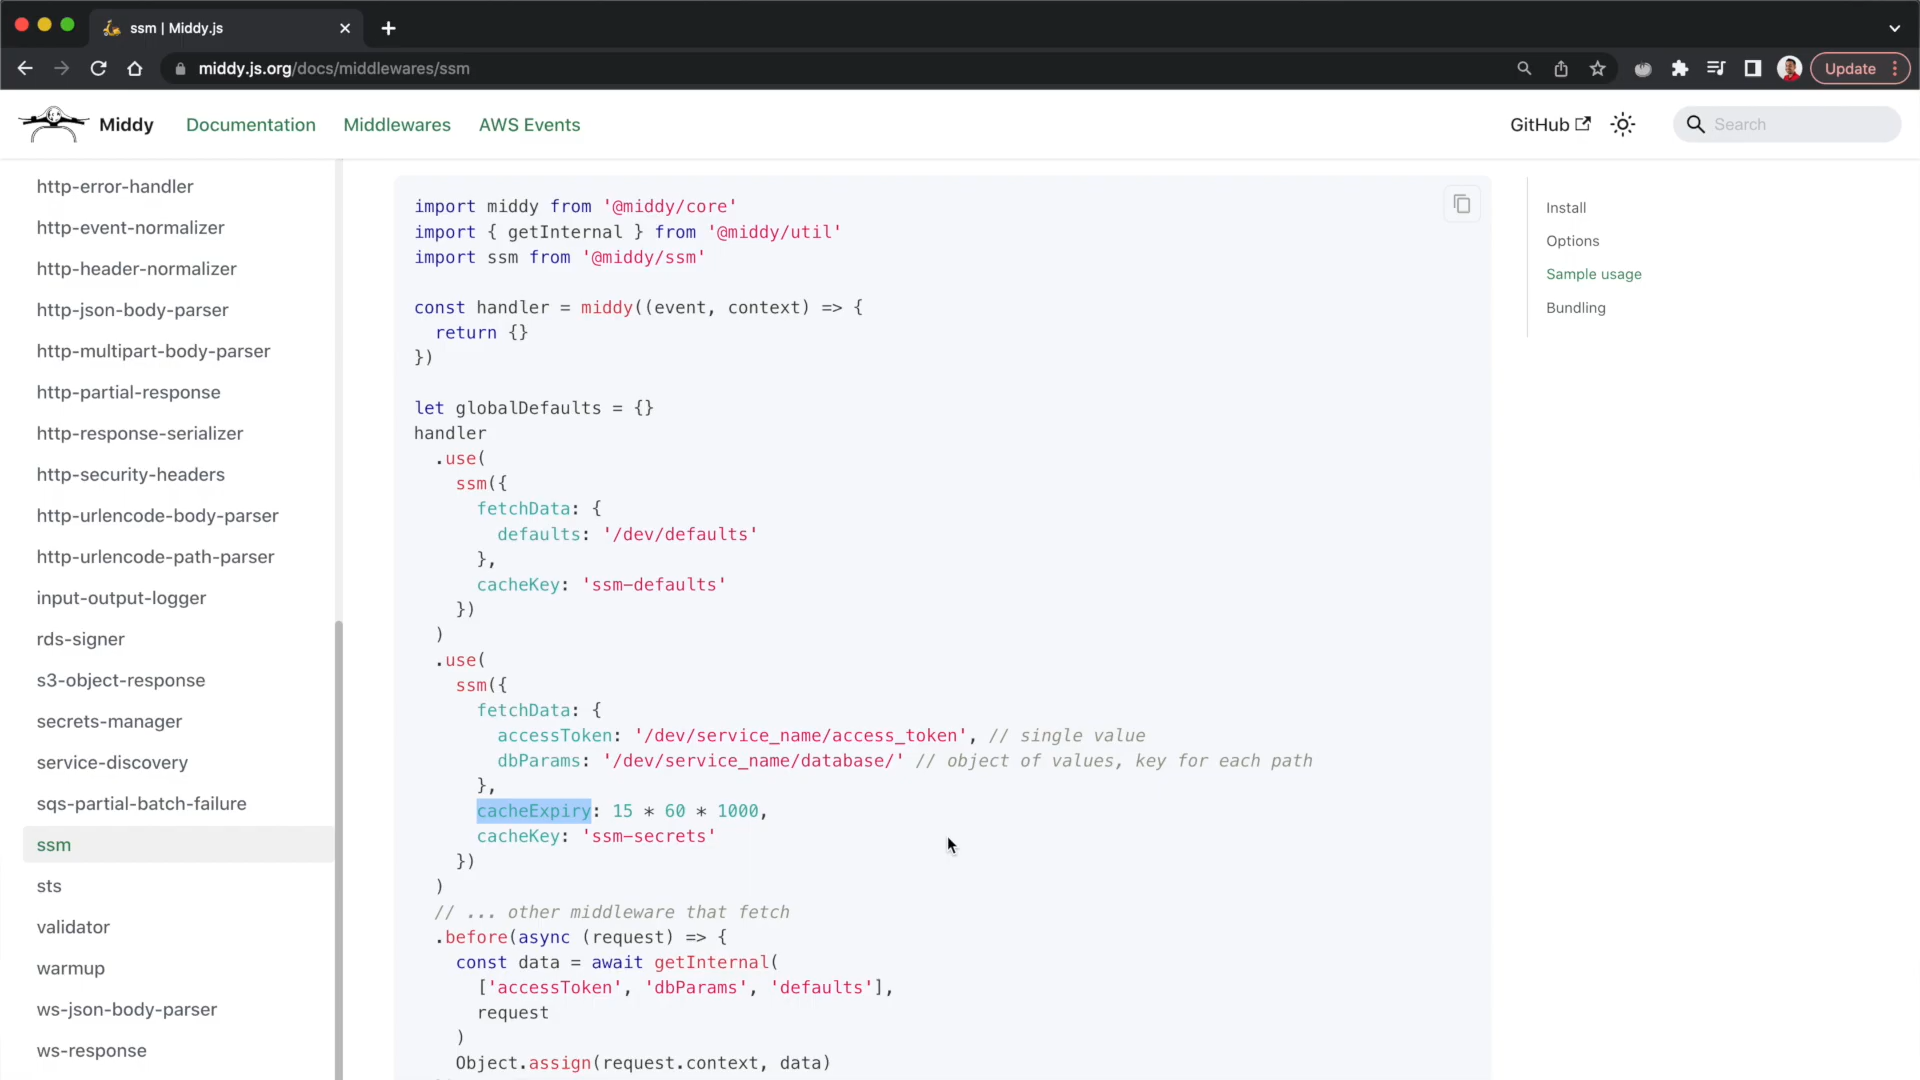 ssm | Middy.js
middy.js.org/docs/middlewares/ssm
Update
Middy
Documentation
Middlewares
AWS Events
GitHub
Search
http-error-handler
http-event-normalizer
http-header-normalizer
http-json-body-parser
http-multipart-body-parser
http-partial-response
http-response-serializer
http-security-headers
http-urlencode-body-parser
http-urlencode-path-parser
input-output-logger
rds-signer
s3-object-response
secrets-manager
service-discovery
sqs-partial-batch-failure
ssm
sts
validator
warmup
ws-json-body-parser
ws-response
import middy from '@middy/core'
import { getInternal } from '@middy/util'
import ssm from '@middy/ssm'
const handler = middy((event, context) => {
  return {}
})
let globalDefaults = {}
handler
  .use(
    ssm({
      fetchData: {
        defaults: '/dev/defaults'
      },
      cacheKey: 'ssm-defaults'
    })
  )
  .use(
    ssm({
      fetchData: {
        accessToken: '/dev/service_name/access_token', // single value
        dbParams: '/dev/service_name/database/' // object of values, key for each path
      },
      cacheExpiry: 15 * 60 * 1000,
      cacheKey: 'ssm-secrets'
    })
  )
  // ... other middleware that fetch
  .before(async (request) => {
    const data = await getInternal(
      ['accessToken', 'dbParams', 'defaults'],
      request
    )
    Object.assign(request.context, data)
Install
Options
Sample usage
Bundling